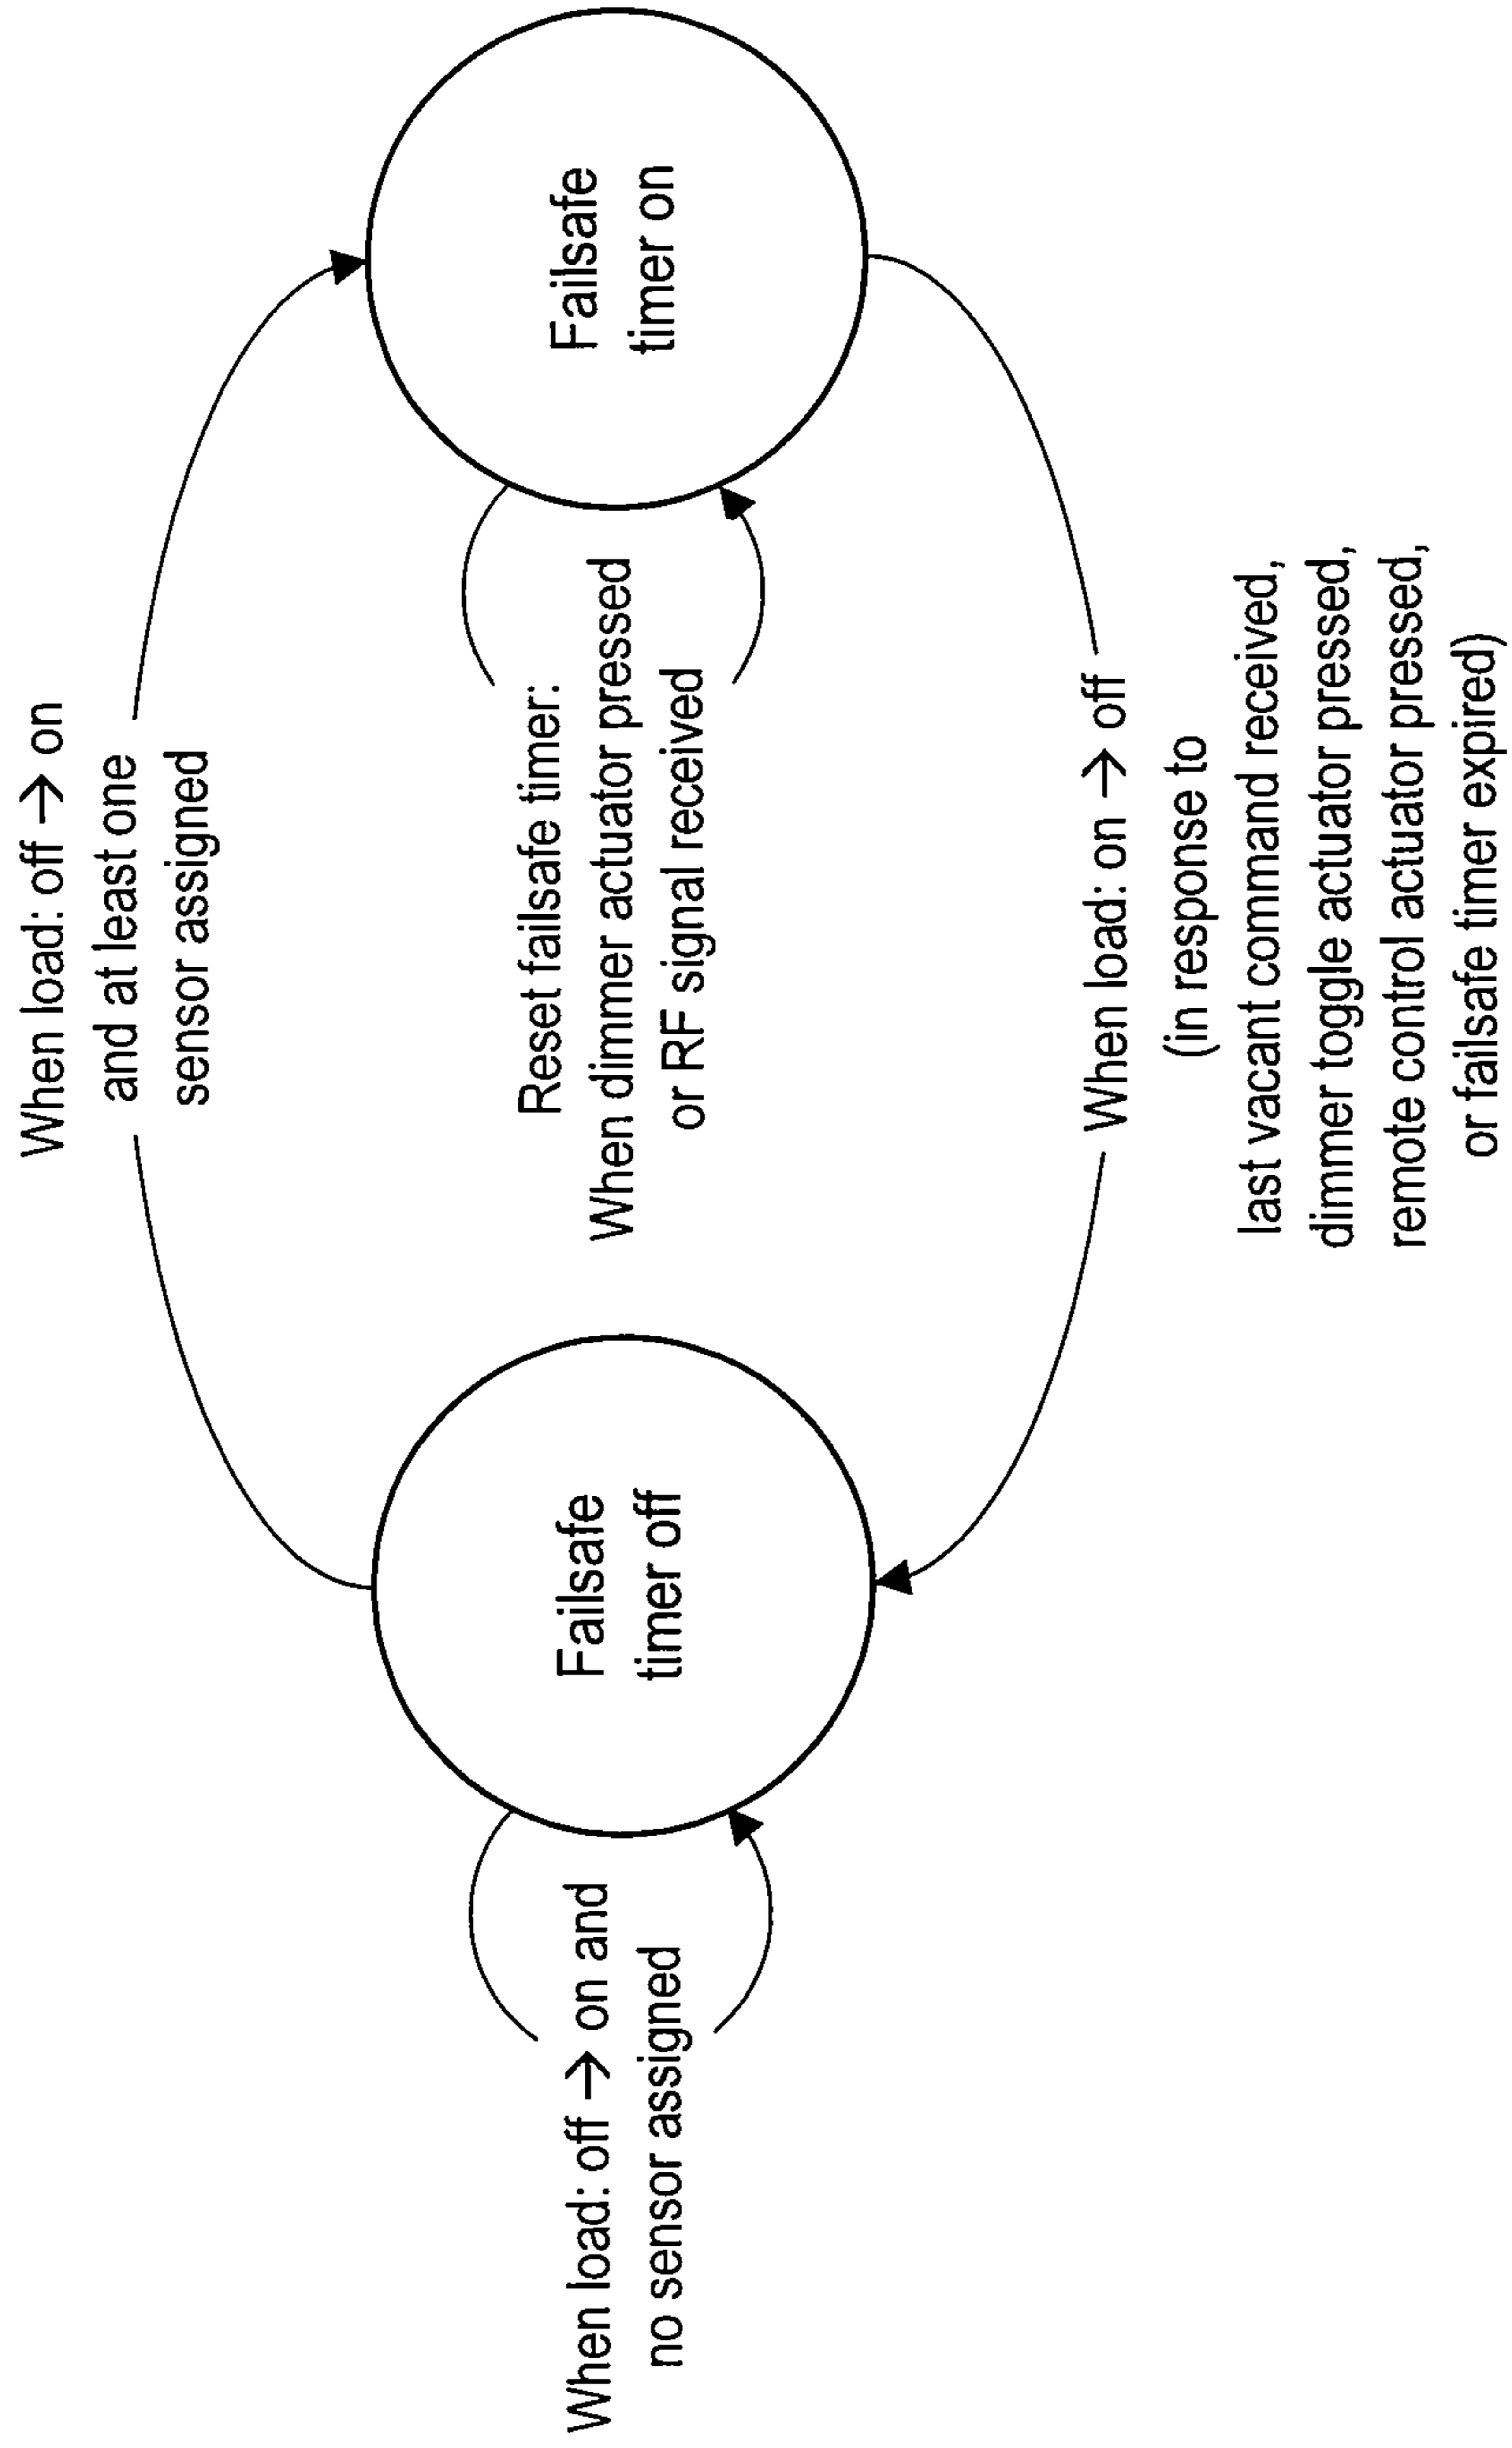 When load: off → on
and at least one
sensor assigned
When load: off → on and
no sensor assigned
Failsafe
timer off
Reset failsafe timer:
When dimmer actuator pressed
or RF signal received
Failsafe
timer on
When load: on → off
(in response to
last vacant command received,
dimmer toggle actuator pressed,
remote control actuator pressed,
or failsafe timer expired)